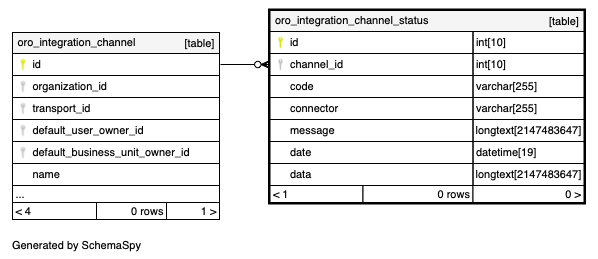 oro_integration_channel [table]
id
organization_id
transport_id
default_user_owner_id
default_business_unit_owner_id
name
...
< 4 0 rows 1 >
oro_integration_channel_status [table]
id int[10]
channel_id int[10]
code varchar[255]
connector varchar[255]
message longtext[2147483647]
date datetime[19]
data longtext[2147483647]
< 1 0 rows 0 >
Generated by SchemaSpy